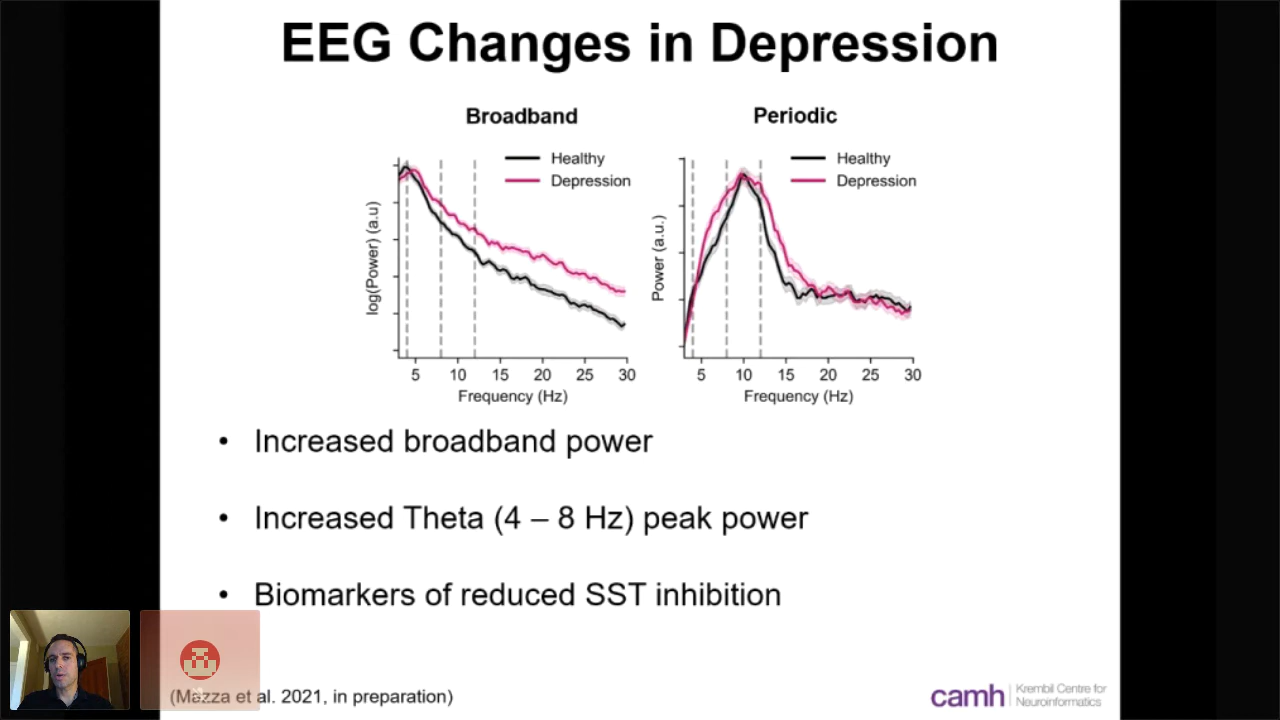 EEG Changes in Depression
Broadband
Healthy
Depression
log(Power) (a.u)
5 10 15 20 25 30
Frequency (Hz)
Periodic
Healthy
Depression
Power (a.u.)
5 10 15 20 25 30
Frequency (Hz)
• Increased broadband power
• Increased Theta (4 – 8 Hz) peak power
• Biomarkers of reduced SST inhibition
(Mazza et al. 2021, in preparation)
camh
Krembil Centre for
Neuroinformatics